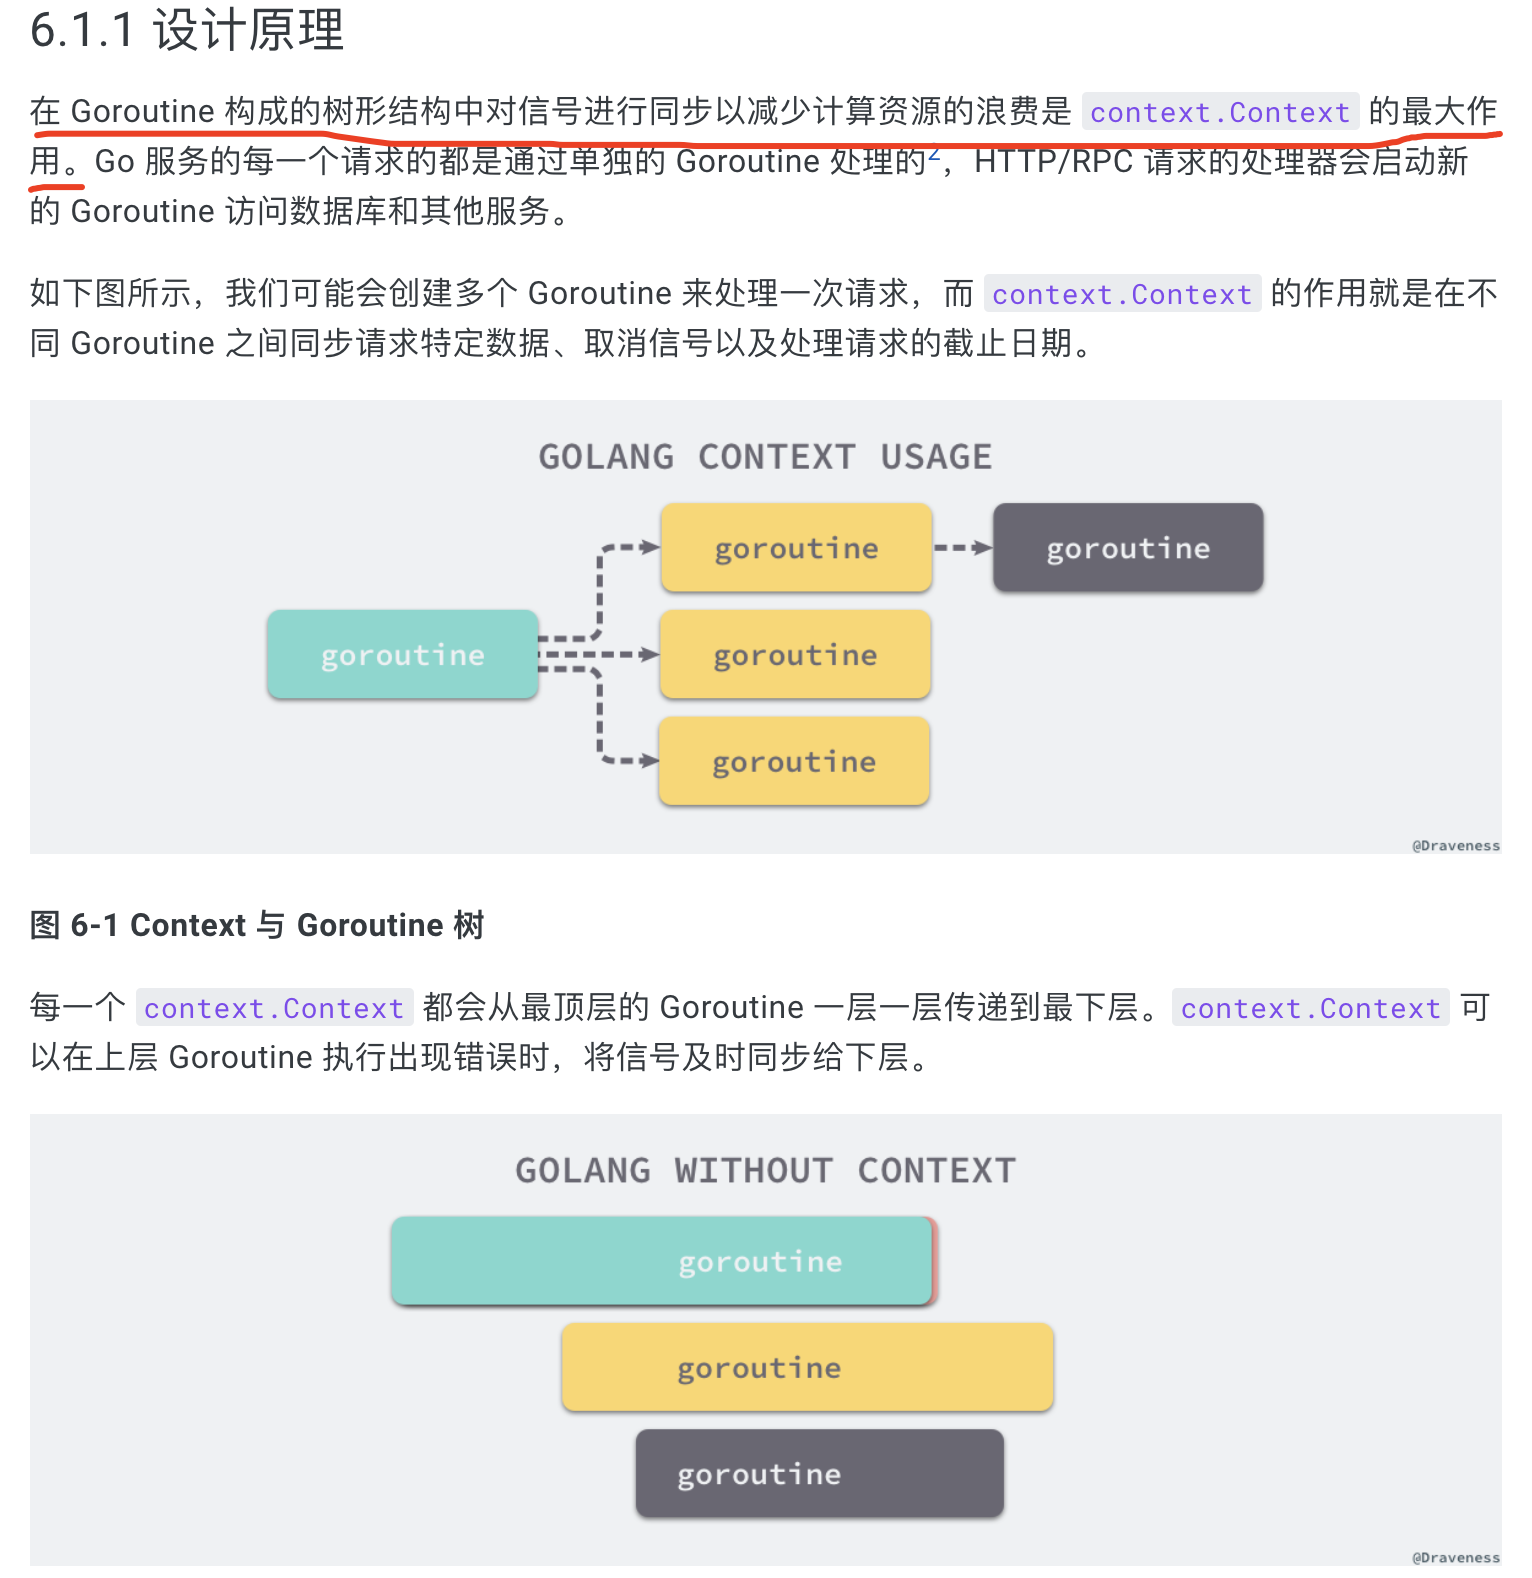 6.1.1 设计原理
在 Goroutine 构成的树形结构中对信号进行同步以减少计算资源的浪费是 context.Context 的最大作
用。Go 服务的每一个请求的都是通过单独的 Goroutine 处理的2，HTTP/RPC 请求的处理器会启动新
的 Goroutine 访问数据库和其他服务。
如下图所示，我们可能会创建多个 Goroutine 来处理一次请求，而 context.Context 的作用就是在不
同 Goroutine 之间同步请求特定数据、取消信号以及处理请求的截止日期。
GOLANG CONTEXT USAGE
goroutine
goroutine
goroutine
goroutine
goroutine
@Draveness
图 6-1 Context 与 Goroutine 树
每一个 context.Context 都会从最顶层的 Goroutine 一层一层传递到最下层。context.Context 可
以在上层 Goroutine 执行出现错误时，将信号及时同步给下层。
GOLANG WITHOUT CONTEXT
goroutine
goroutine
goroutine
@Draveness